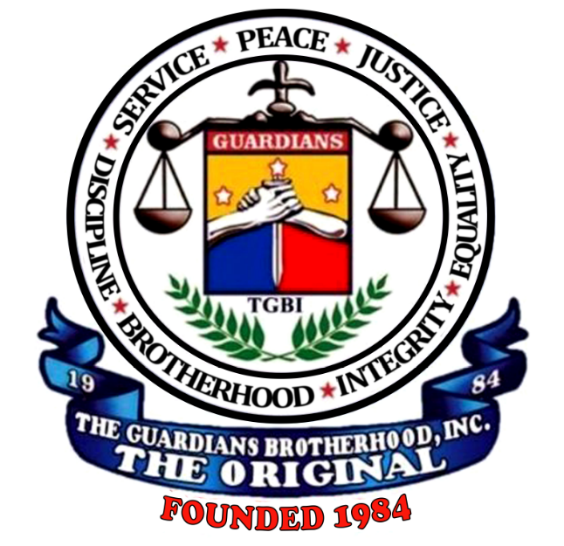 DISCIPLINE ★ SERVICE ★ PEACE ★ JUSTICE ★ EQUALITY ★ INTEGRITY ★ BROTHERHOOD ★
GUARDIANS
TGBI
19 84
THE GUARDIANS BROTHERHOOD, INC.
THE ORIGINAL
FOUNDED 1984